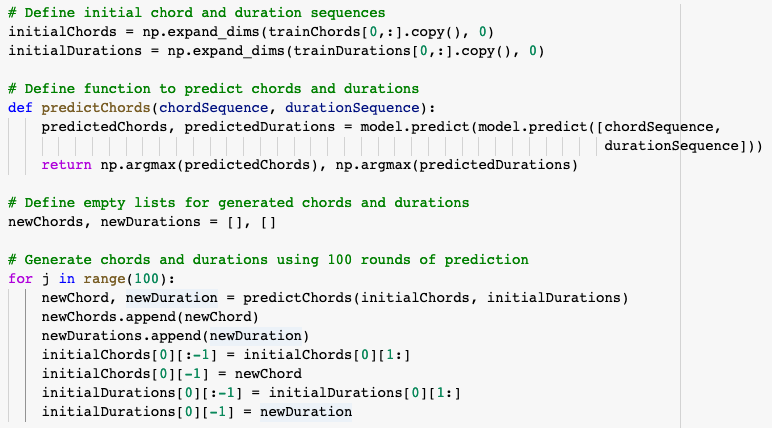 # Define initial chord and duration sequences
initialChords = np.expand_dims(trainChords[0,:].copy(), 0)
initialDurations = np.expand_dims(trainDurations[0,:].copy(), 0)
# Define function to predict chords and durations
def predictChords(chordSequence, durationSequence):
predictedChords, predictedDurations = model.predict(model.predict([chordSequence,
durationSequence]))
return np.argmax(predictedChords), np.argmax(predictedDurations)
# Define empty lists for generated chords and durations
newChords, newDurations = [], []
# Generate chords and durations using 100 rounds of prediction
for j in range(100):
newChord, newDuration = predictChords(initialChords, initialDurations)
newChords.append(newChord)
newDurations.append(newDuration)
initialChords[0][:-1] = initialChords[0][1:]
initialChords[0][-1] = newChord
initialDurations[0][:-1] = initialDurations[0][1:]
initialDurations[0][-1] = newDuration